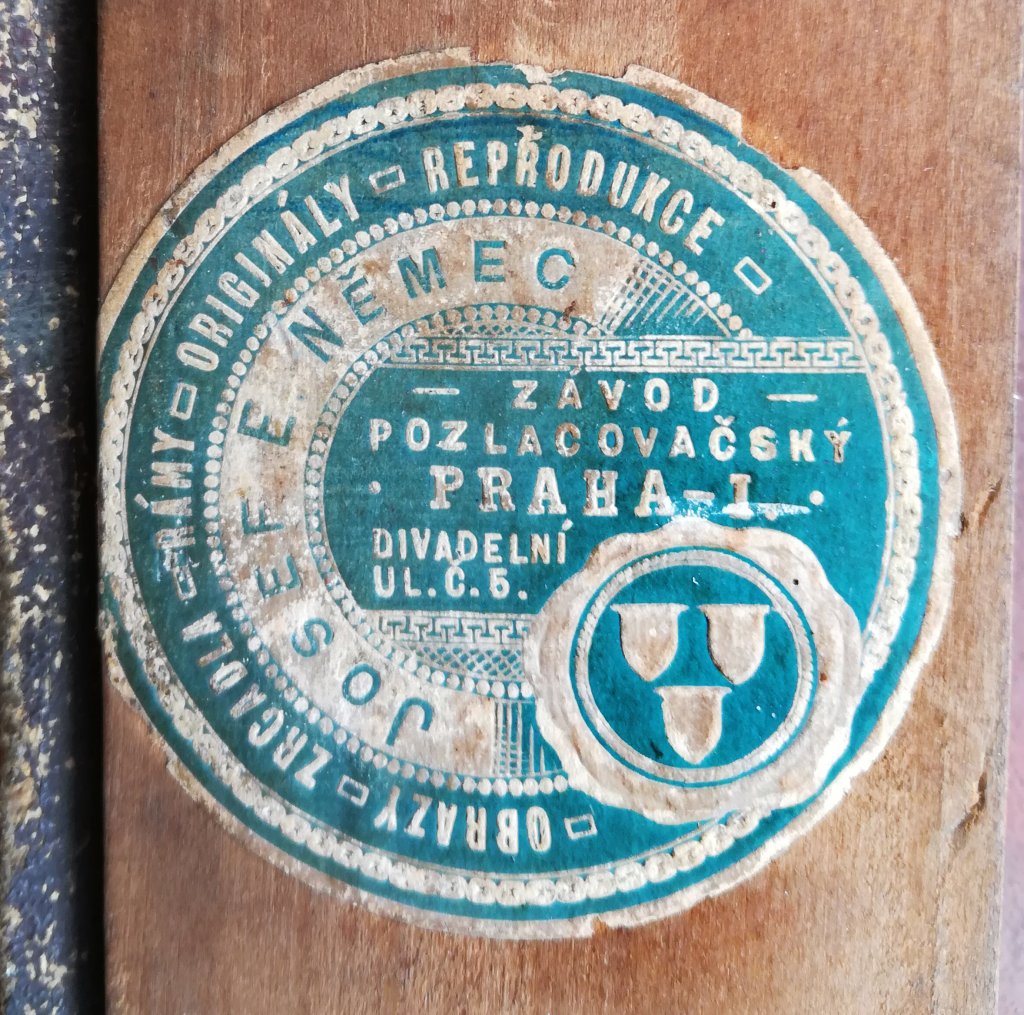 OBRAZY ▭ ZRCADLA ▭ RÁMY ▭ ORIGINÁLY ▭ REPRODUKCE ▭
JOSEF E. NĚMEC
— ZÁVOD —
POZLACOVAČSKÝ
· PRAHA-I. ·
DIVADELNÍ
UL.Č.5.